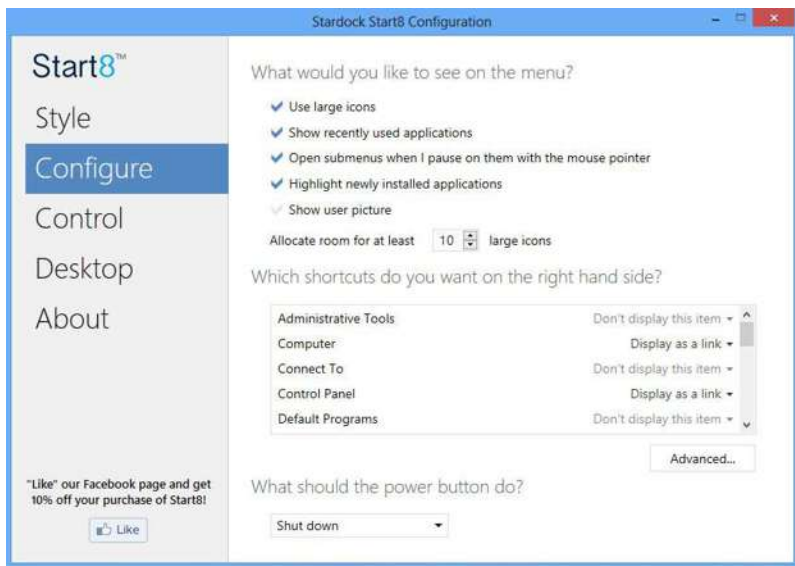 Stardock Start8 Configuration
Start8™
Style
Configure
Control
Desktop
About
"Like" our Facebook page and get
10% off your purchase of Start8!
Like
What would you like to see on the menu?
Use large icons
Show recently used applications
Open submenus when I pause on them with the mouse pointer
Highlight newly installed applications
Show user picture
Allocate room for at least 10 large icons
Which shortcuts do you want on the right hand side?
Administrative Tools Don't display this item
Computer Display as a link
Connect To Don't display this item
Control Panel Display as a link
Default Programs Don't display this item
Advanced...
What should the power button do?
Shut down